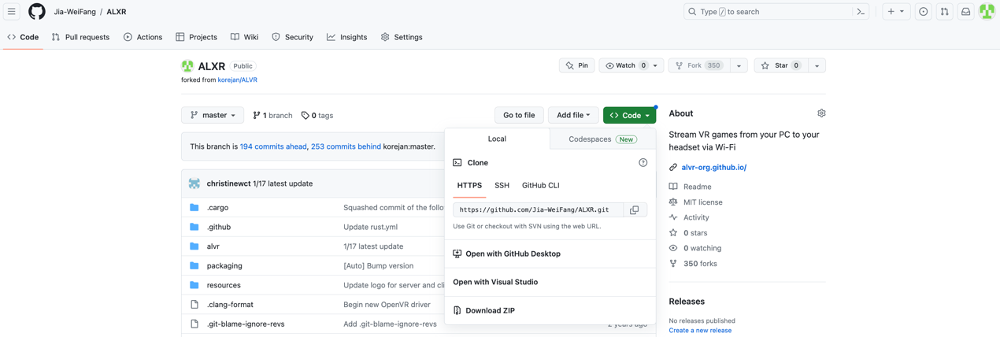 Jia-WeiFang / ALXR
Type / to search
Code Pull requests Actions Projects Wiki Security Insights Settings
ALXR Public
Pin Watch 0 Fork 350 Star 0
forked from korejan/ALVR
master 1 branch 0 tags
Go to file Add file Code
This branch is 194 commits ahead, 253 commits behind korejan:master.
christinewct 1/17 latest update
.cargo Squashed commit of the follo
.github Update rust.yml
alvr 1/17 latest update
packaging [Auto] Bump version
resources Update logo for server and cli
.clang-format Begin new OpenVR driver
.git-blame-ignore-revs Add .git-blame-ignore-revs 2 years ago
Local Codespaces New
Clone
HTTPS SSH GitHub CLI
https://github.com/Jia-WeiFang/ALXR.git
Use Git or checkout with SVN using the web URL.
Open with GitHub Desktop
Open with Visual Studio
Download ZIP
About
Stream VR games from your PC to your
headset via Wi-Fi
alvr-org.github.io/
Readme
MIT license
Activity
0 stars
0 watching
350 forks
Releases
No releases published
Create a new release